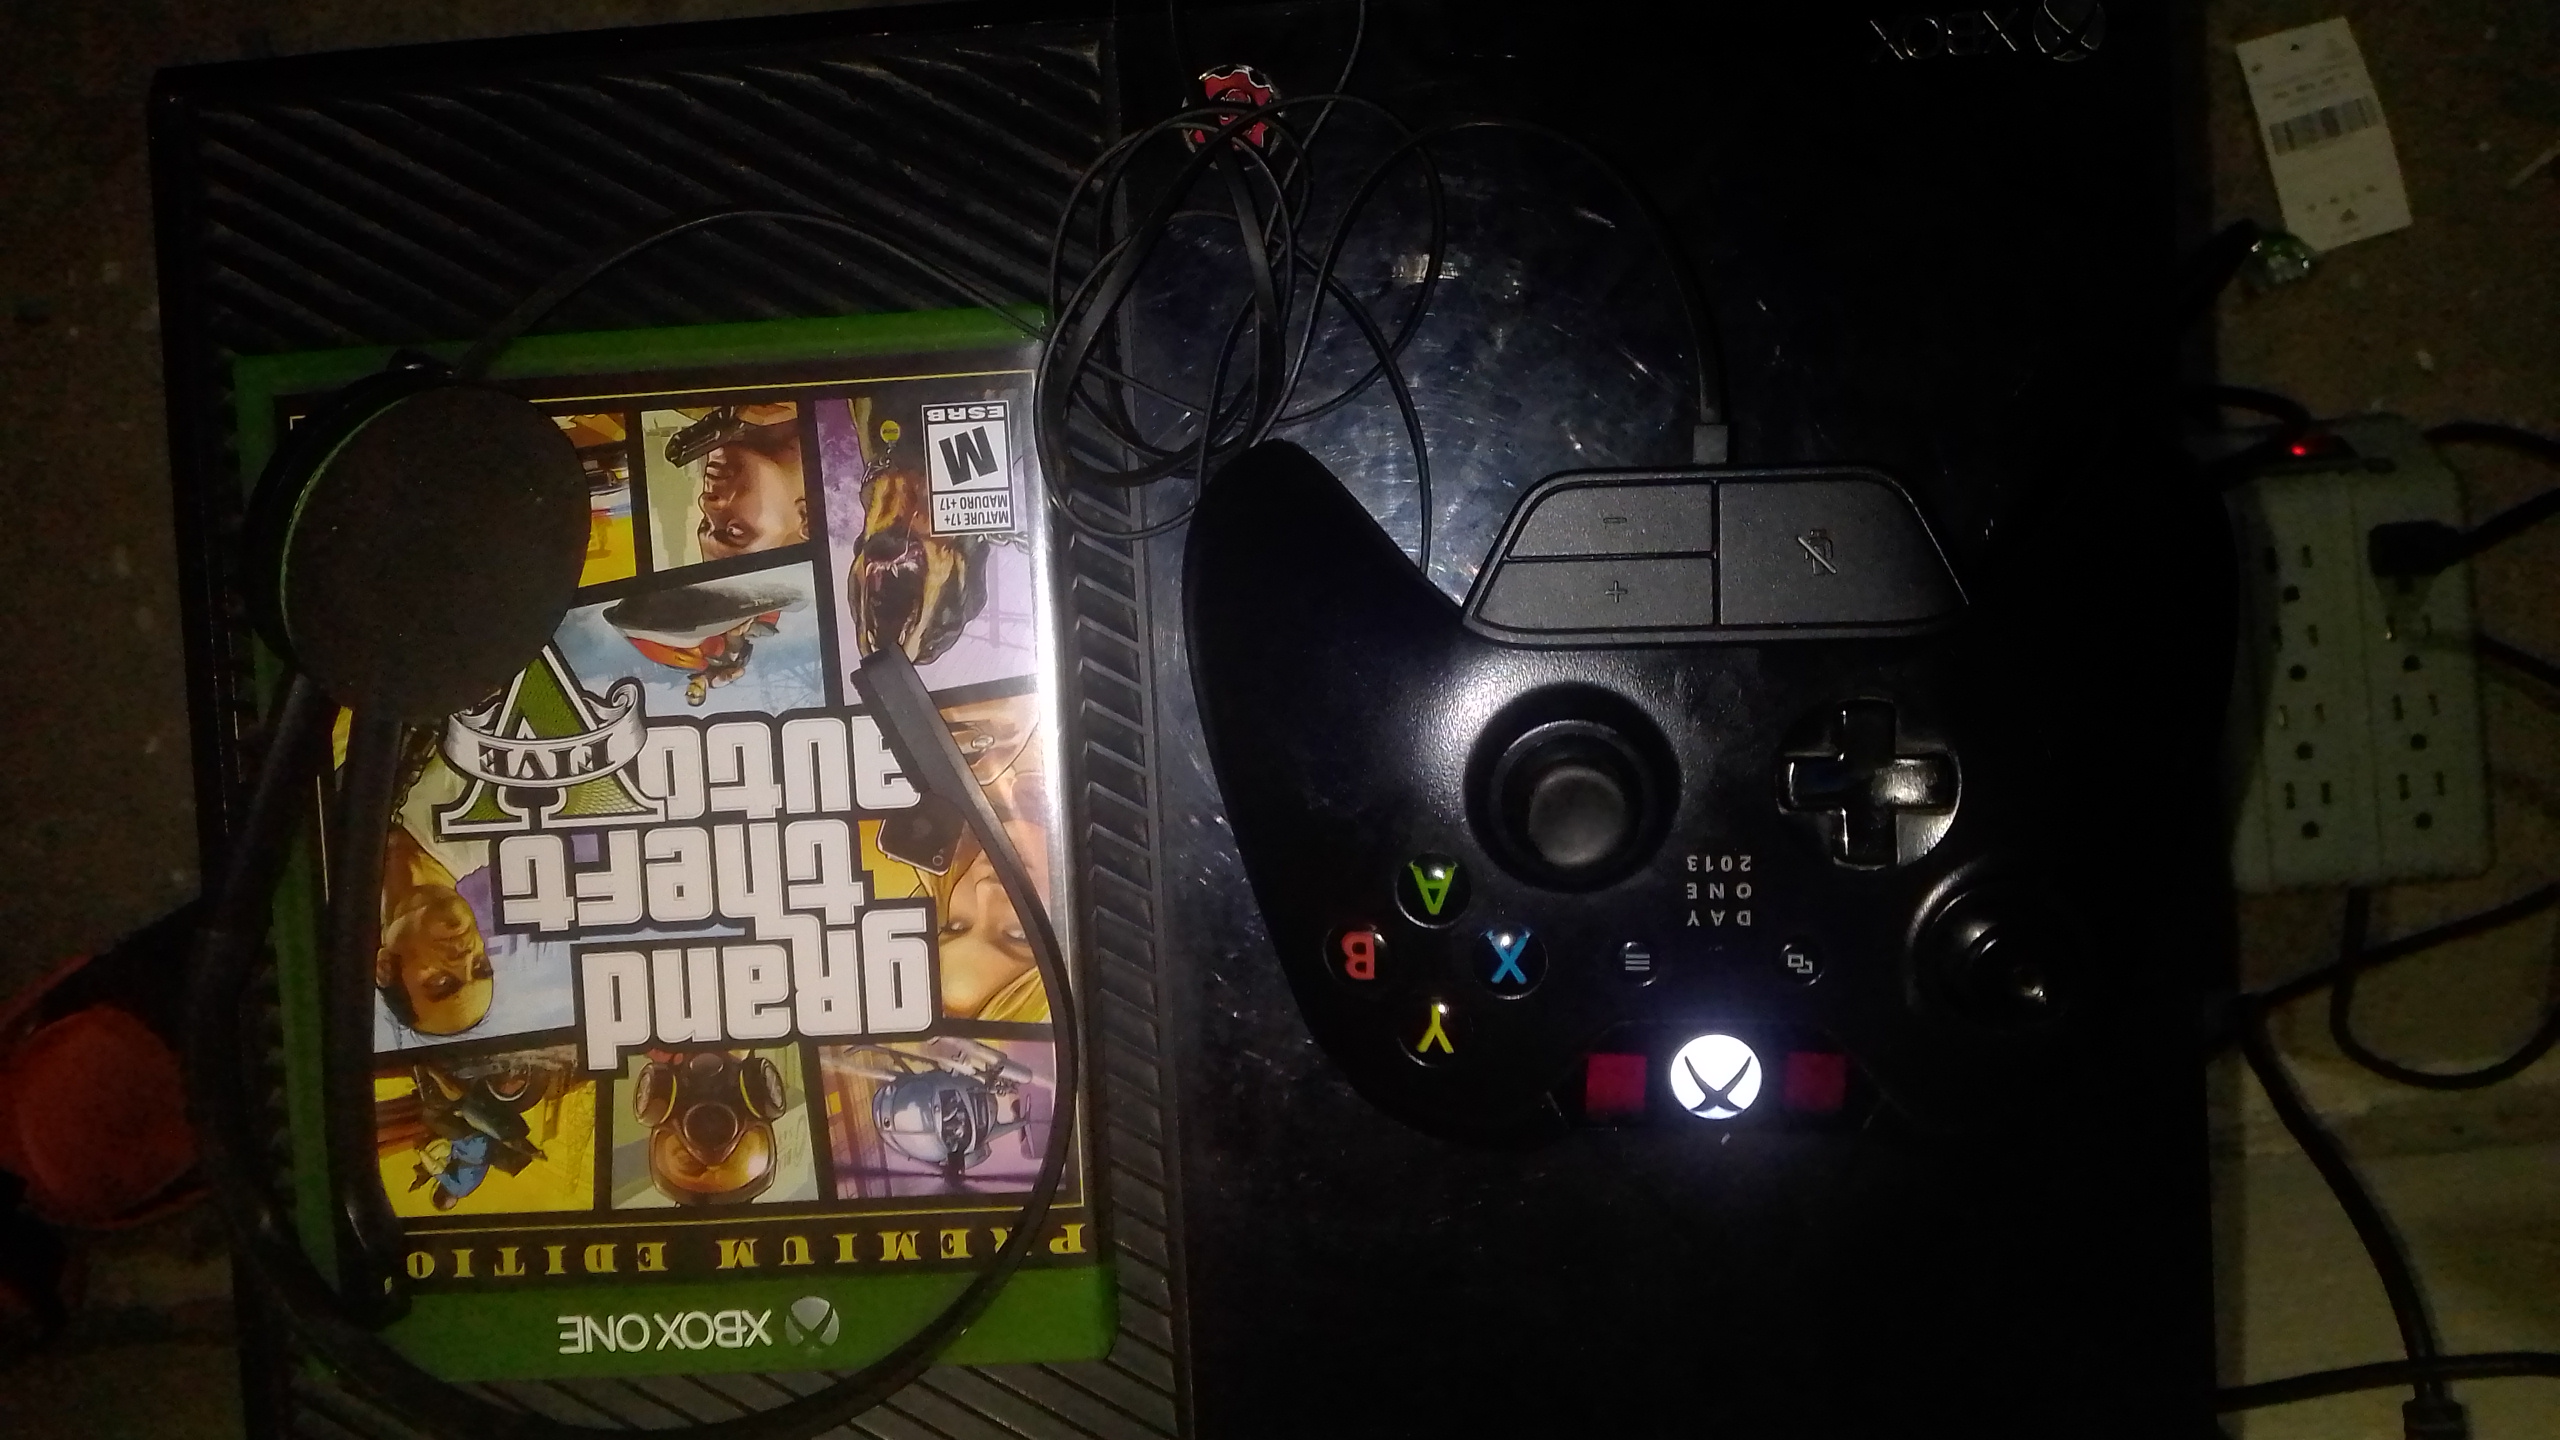 XBOX
ESRB
M
MATURE 17+
MADURO +17
grand
theft
auto
V
FIVE
PREMIUM EDITIO
XBOX ONE
-
+
DAY
ONE
2013
A
B
X
Y